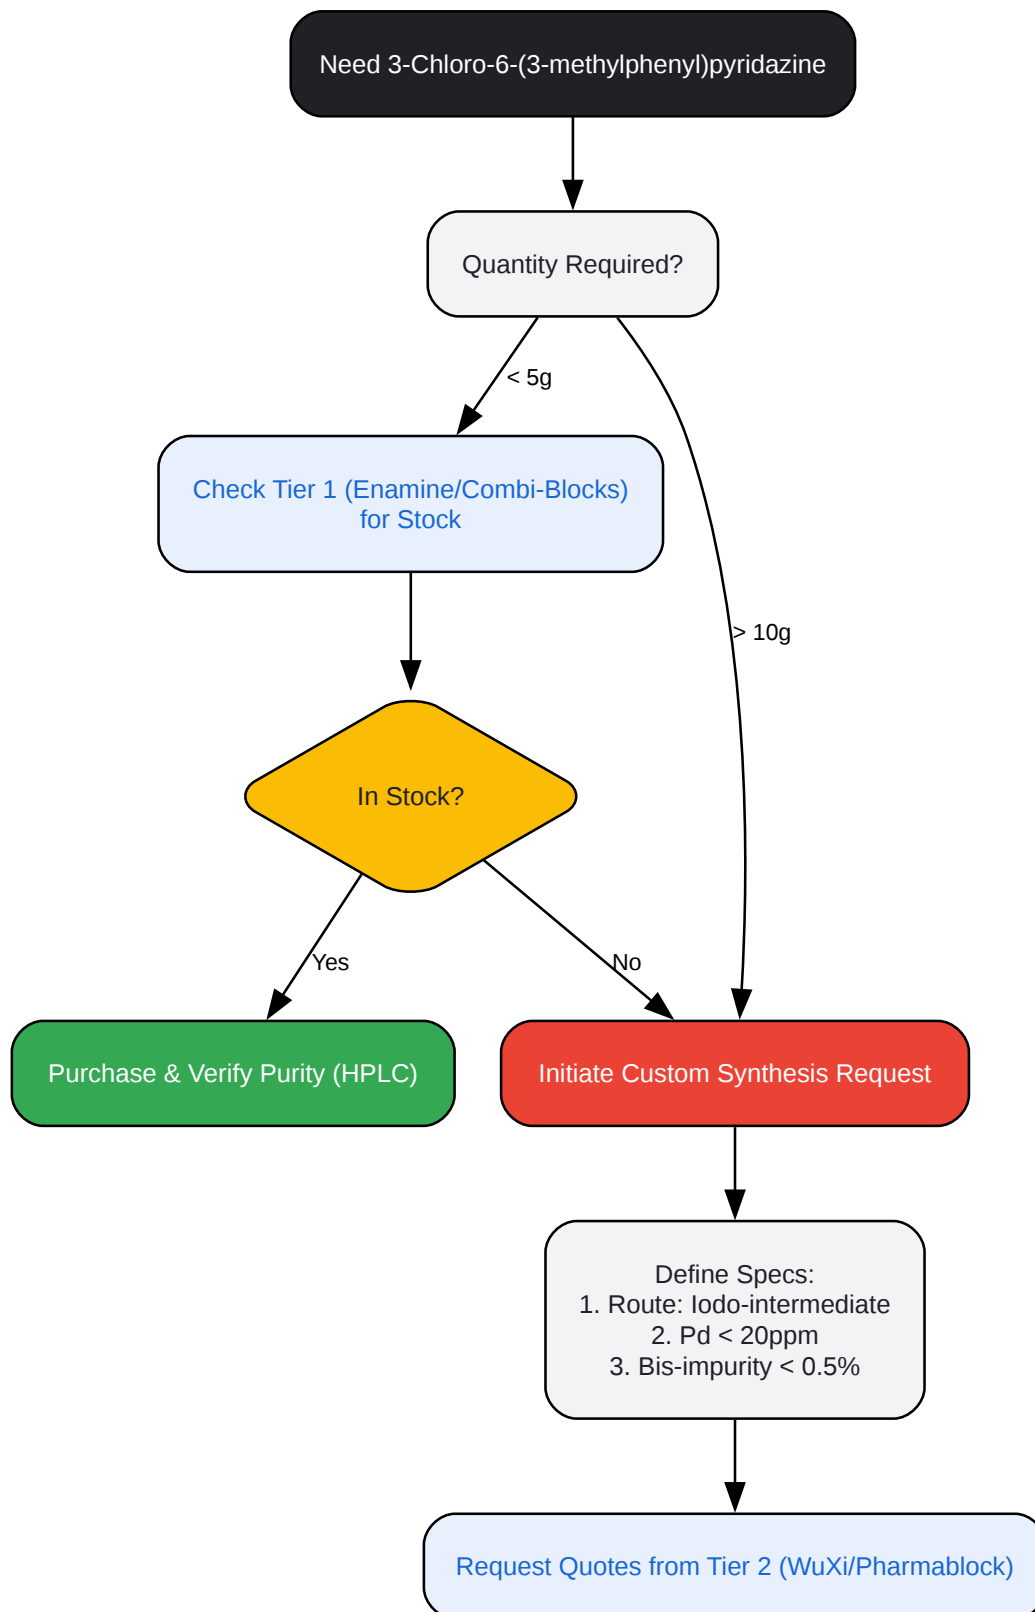 Need 3-Chloro-6-(3-methylphenyl)pyridazine
Quantity Required?
< 5g
Check Tier 1 (Enamine/Combi-Blocks)
for Stock
> 10g
In Stock?
Yes
No
Purchase & Verify Purity (HPLC)
Initiate Custom Synthesis Request
Define Specs:
1. Route: Iodo-intermediate
2. Pd < 20ppm
3. Bis-impurity < 0.5%
Request Quotes from Tier 2 (WuXi/Pharmablock)